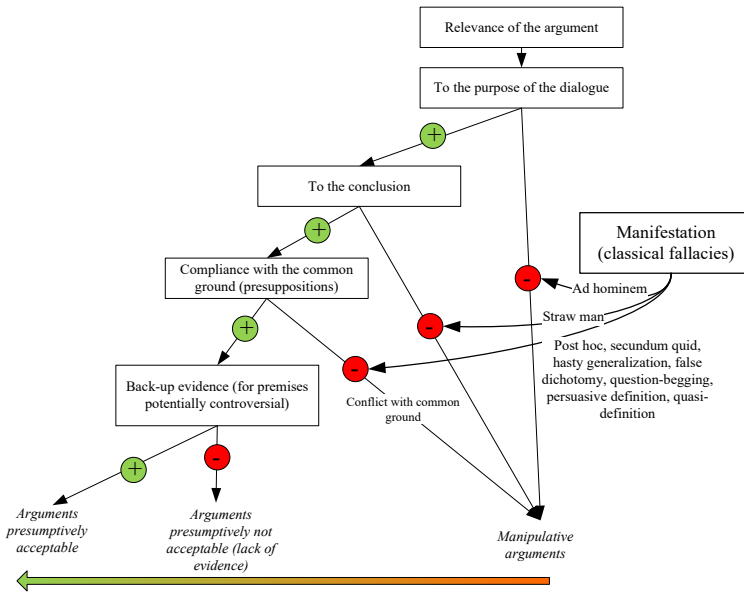 Relevance of the argument
To the purpose of the dialogue
+
To the conclusion
+
Manifestation
(classical fallacies)
Compliance with the common
ground (presuppositions)
-
Ad hominem
-
Straw man
+
Post hoc, secundum quid,
hasty generalization, false
dichotomy, question-begging,
persuasive definition, quasi-
definition
-
Back-up evidence (for premises
potentially controversial)
Conflict with common
ground
+
-
Arguments
presumptively
acceptable
Arguments
presumptively not
acceptable (lack of
evidence)
Manipulative
arguments